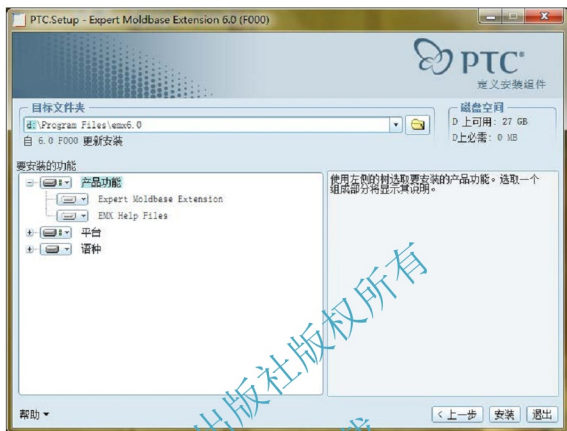 PTC.Setup - Expert Moldbase Extension 6.0 (F000)
PTC®
定义安装组件
目标文件夹
d:\Program Files\emx6.0
自 6.0 F000 更新安装
磁盘空间
D 上可用: 27 GB
D上必需: 0 MB
要安装的功能
产品功能
Expert Moldbase Extension
EMX Help Files
平台
语种
使用左侧的树选取要安装的产品功能。选取一个
组成部分将显示其说明。
出版社版权所有
帮助
< 上一步
安装
退出